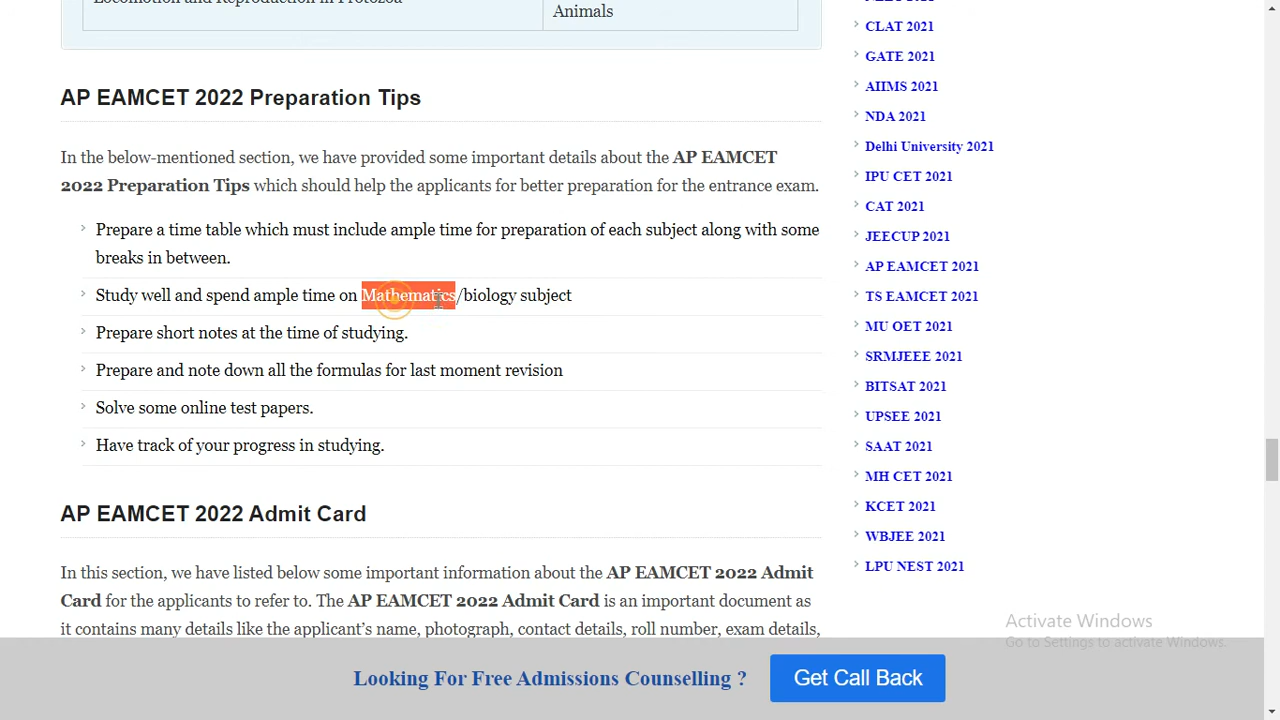 Animals
AP EAMCET 2022 Preparation Tips
In the below-mentioned section, we have provided some important details about the AP EAMCET
2022 Preparation Tips which should help the applicants for better preparation for the entrance exam.
Prepare a time table which must include ample time for preparation of each subject along with some
breaks in between.
Study well and spend ample time on Mathematics/biology subject
Prepare short notes at the time of studying.
Prepare and note down all the formulas for last moment revision
Solve some online test papers.
Have track of your progress in studying.
AP EAMCET 2022 Admit Card
In this section, we have listed below some important information about the AP EAMCET 2022 Admit
Card for the applicants to refer to. The AP EAMCET 2022 Admit Card is an important document as
it contains many details like the applicant's name, photograph, contact details, roll number, exam details,
CLAT 2021
GATE 2021
AIIMS 2021
NDA 2021
Delhi University 2021
IPU CET 2021
CAT 2021
JEECUP 2021
AP EAMCET 2021
TS EAMCET 2021
MU OET 2021
SRMJEEE 2021
BITSAT 2021
UPSEE 2021
SAAT 2021
MH CET 2021
KCET 2021
WBJEE 2021
LPU NEST 2021
Activate Windows
Go to Settings to activate Windows.
Looking For Free Admissions Counselling ?
Get Call Back